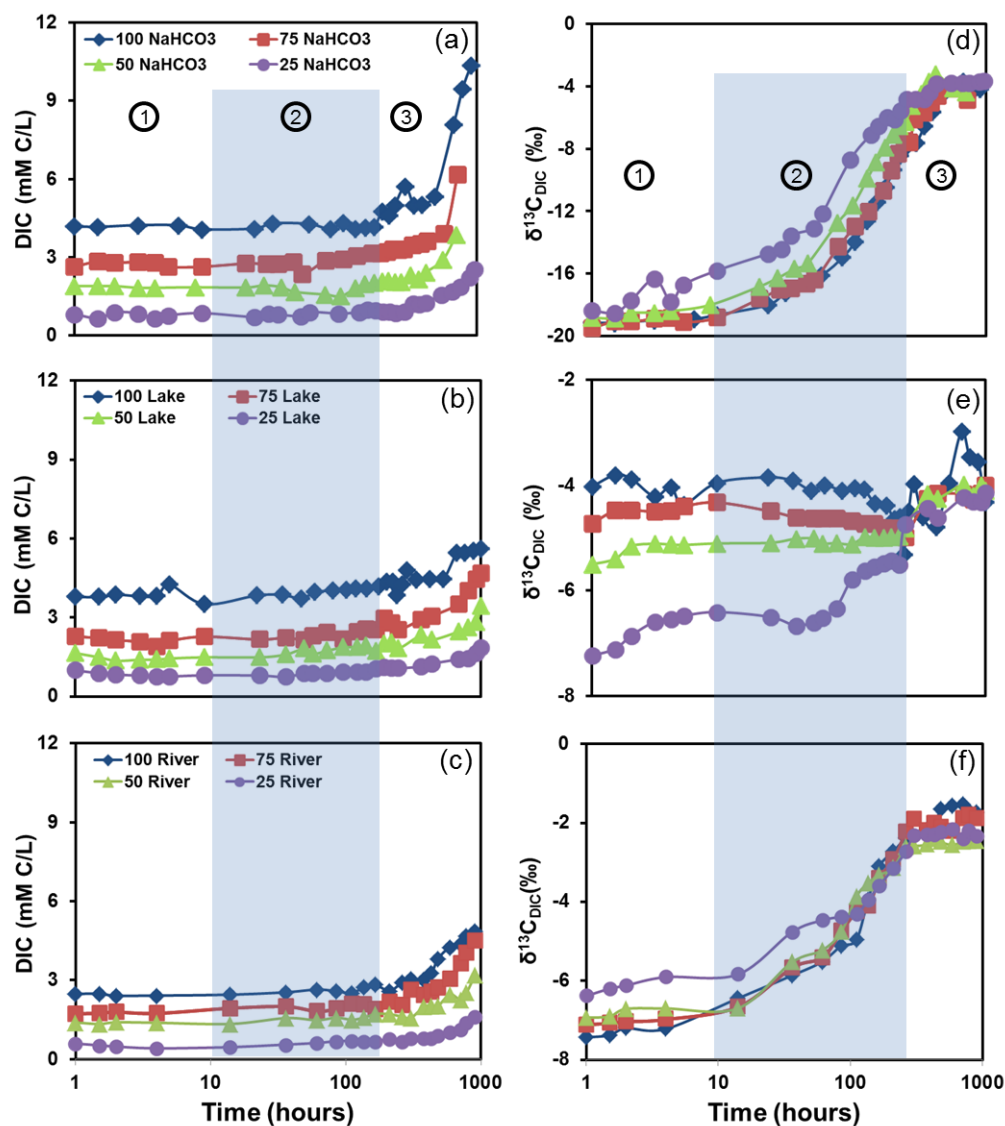 12
9
6
3
0
DIC (mM C/L)
100 NaHCO3
75 NaHCO3
50 NaHCO3
25 NaHCO3
(a)
1
2
3
0
-4
-8
-12
-16
-20
δ13CDIC (‰)
(d)
1
2
3
12
9
6
3
0
DIC (mM C/L)
100 Lake
75 Lake
50 Lake
25 Lake
(b)
-2
-4
-6
-8
δ13CDIC (‰)
(e)
12
9
6
3
0
DIC (mM C/L)
100 River
75 River
50 River
25 River
(c)
1
10
100
1000
Time (hours)
0
-2
-4
-6
-8
δ13CDIC(‰)
(f)
1
10
100
1000
Time (hours)